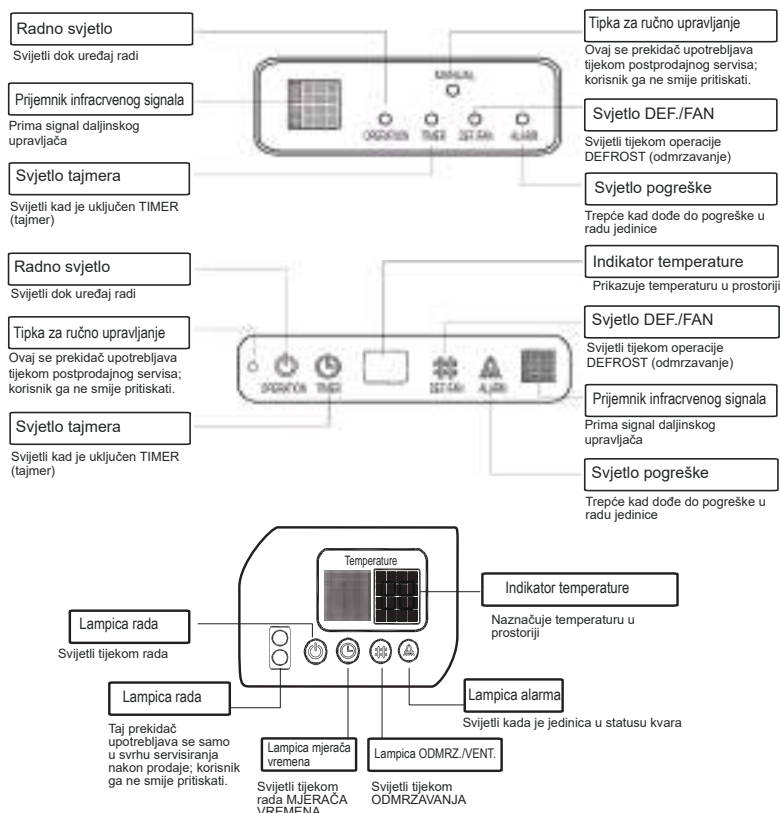 Radno svjetlo
Svijetli dok uređaj radi
Prijemnik infracrvenog signala
Prima signal daljinskog
upravljača
Svjetlo tajmera
Svijetli kad je uključen TIMER
(tajmer)
MANUAL
OPERATION TIMER DEF./FAN ALARM
Tipka za ručno upravljanje
Ovaj se prekidač upotrebljava
tijekom postprodajnog servisa;
korisnik ga ne smije pritiskati.
Svjetlo DEF./FAN
Svijetli tijekom operacije
DEFROST (odmrzavanje)
Svjetlo pogreške
Trepće kad dođe do pogreške u
radu jedinice
Radno svjetlo
Svijetli dok uređaj radi
Tipka za ručno upravljanje
Ovaj se prekidač upotrebljava
tijekom postprodajnog servisa;
korisnik ga ne smije pritiskati.
Svjetlo tajmera
Svijetli kad je uključen TIMER
(tajmer)
OPERATION TIMER DEF./FAN ALARM
Indikator temperature
Prikazuje temperaturu u prostoriji
Svjetlo DEF./FAN
Svijetli tijekom operacije
DEFROST (odmrzavanje)
Prijemnik infracrvenog signala
Prima signal daljinskog
upravljača
Svjetlo pogreške
Trepće kad dođe do pogreške u
radu jedinice
Temperature
Indikator temperature
Naznačuje temperaturu u
prostoriji
Lampica rada
Svijetli tijekom rada
Lampica rada
Taj prekidač
upotrebljava se samo
u svrhu servisiranja
nakon prodaje; korisnik
ga ne smije pritiskati.
Lampica mjerača
vremena
Svijetli tijekom
rada MJERAČA
VREMENA
Lampica ODMRZ./VENT.
Svijetli tijekom
ODMRZAVANJA
Lampica alarma
Svijetli kada je jedinica u statusu kvara